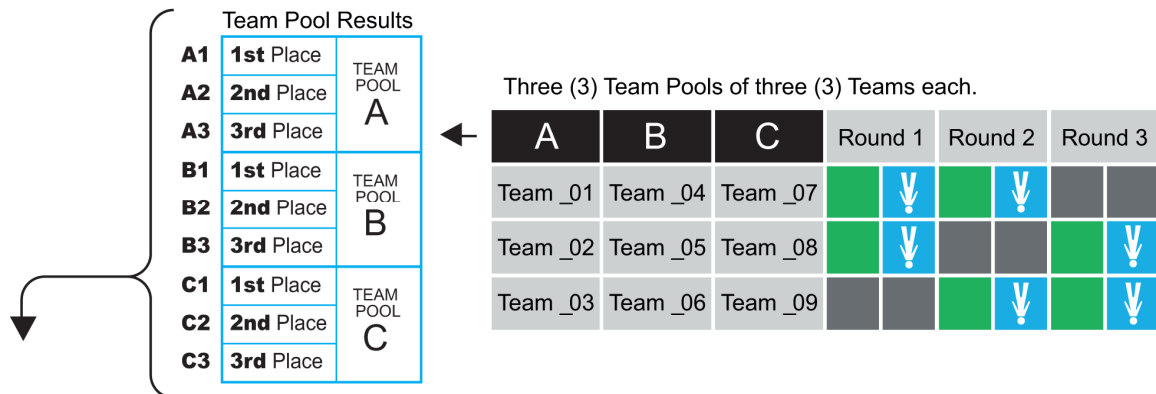 Team Pool Results
A1 1st Place
A2 2nd Place
A3 3rd Place
TEAM
POOL
A
B1 1st Place
B2 2nd Place
B3 3rd Place
TEAM
POOL
B
C1 1st Place
C2 2nd Place
C3 3rd Place
TEAM
POOL
C
Three (3) Team Pools of three (3) Teams each.
A B C Round 1 Round 2 Round 3
Team _01 Team _04 Team _07
Team _02 Team _05 Team _08
Team _03 Team _06 Team _09